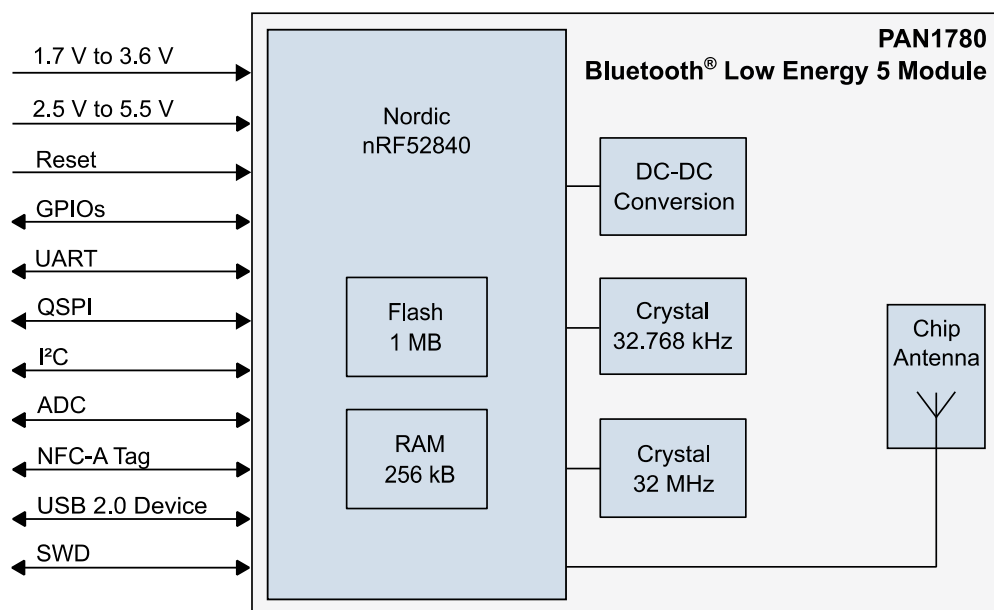 PAN1780
Bluetooth® Low Energy 5 Module
1.7 V to 3.6 V
2.5 V to 5.5 V
Reset
GPIOs
UART
QSPI
I²C
ADC
NFC-A Tag
USB 2.0 Device
SWD
Nordic
nRF52840
Flash
1 MB
RAM
256 kB
DC-DC
Conversion
Crystal
32.768 kHz
Crystal
32 MHz
Chip
Antenna